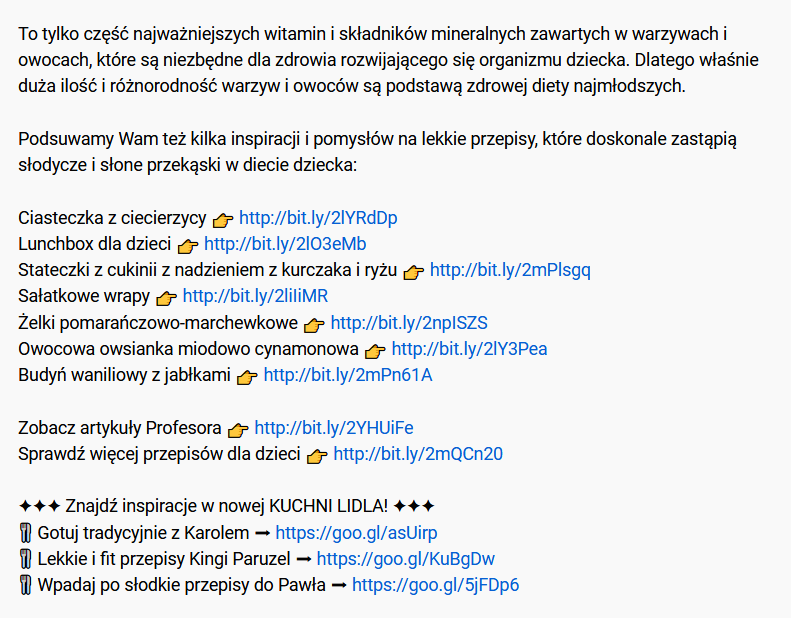 To tylko część najważniejszych witamin i składników mineralnych zawartych w warzywach i
owocach, które są niezbędne dla zdrowia rozwijającego się organizmu dziecka. Dlatego właśnie
duża ilość i różnorodność warzyw i owoców są podstawą zdrowej diety najmłodszych.

Podsuwamy Wam też kilka inspiracji i pomysłów na lekkie przepisy, które doskonale zastąpią
słodycze i słone przekąski w diecie dziecka:

Ciasteczka z ciecierzycy 👉 http://bit.ly/2lYRdDp
Lunchbox dla dzieci 👉 http://bit.ly/2lO3eMb
Stateczki z cukinii z nadzieniem z kurczaka i ryżu 👉 http://bit.ly/2mPlsgq
Sałatkowe wrapy 👉 http://bit.ly/2liIiMR
Żelki pomarańczowo-marchewkowe 👉 http://bit.ly/2npISZS
Owocowa owsianka miodowo cynamonowa 👉 http://bit.ly/2lY3Pea
Budyń waniliowy z jabłkami 👉 http://bit.ly/2mPn61A

Zobacz artykuły Profesora 👉 http://bit.ly/2YHUiFe
Sprawdź więcej przepisów dla dzieci 👉 http://bit.ly/2mQCn20

✦✦✦ Znajdź inspiracje w nowej KUCHNI LIDLA! ✦✦✦
🍴 Gotuj tradycyjnie z Karolem ➞ https://goo.gl/asUirp
🍴 Lekkie i fit przepisy Kingi Paruzel ➞ https://goo.gl/KuBgDw
🍴 Wpadaj po słodkie przepisy do Pawła ➞ https://goo.gl/5jFDp6